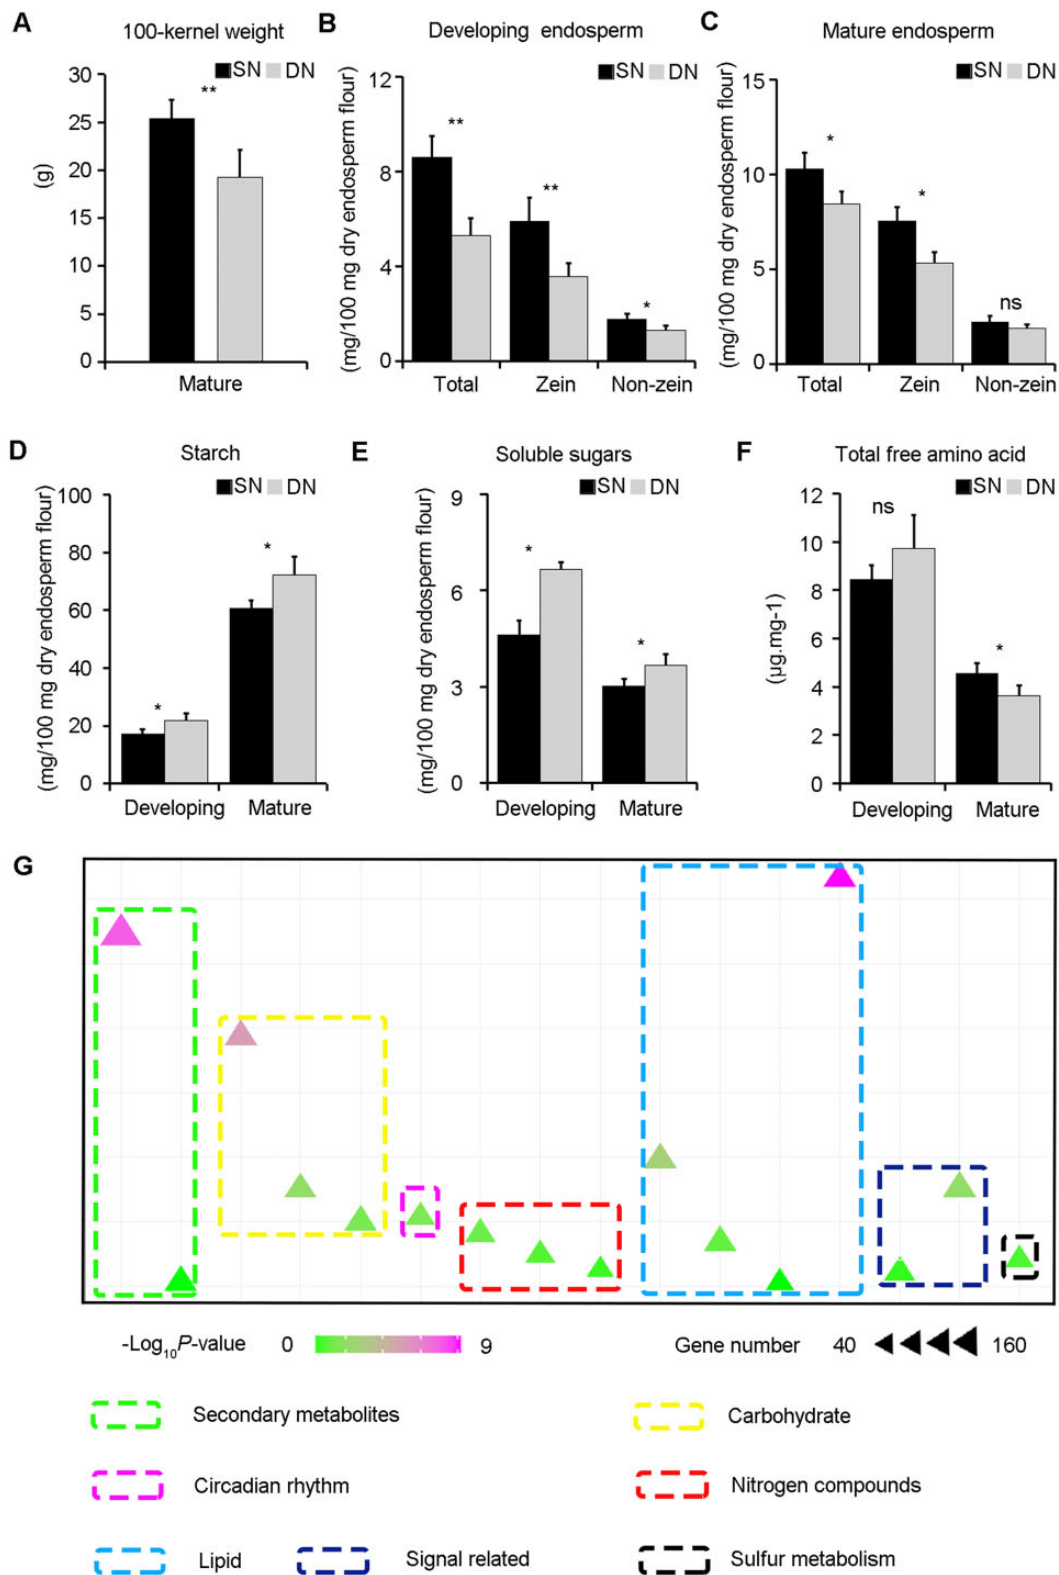 A
100-kernel weight
SN DN
30
25
20
15
10
5
0
(g)
**
Mature
B
Developing endosperm
SN DN
12
8
4
0
(mg/100 mg dry endosperm flour)
**
**
*
Total Zein Non-zein
C
Mature endosperm
SN DN
15
10
5
0
(mg/100 mg dry endosperm flour)
*
*
ns
Total Zein Non-zein
D
Starch
SN DN
100
80
60
40
20
0
(mg/100 mg dry endosperm flour)
*
*
Developing Mature
E
Soluble sugars
SN DN
9
6
3
0
(mg/100 mg dry endosperm flour)
*
*
Developing Mature
F
Total free amino acid
SN DN
12
10
8
6
4
2
0
(µg.mg-1)
ns
*
Developing Mature
G
-Log10P-value 0 9 Gene number 40 160
Secondary metabolites Carbohydrate
Circadian rhythm Nitrogen compounds
Lipid Signal related Sulfur metabolism